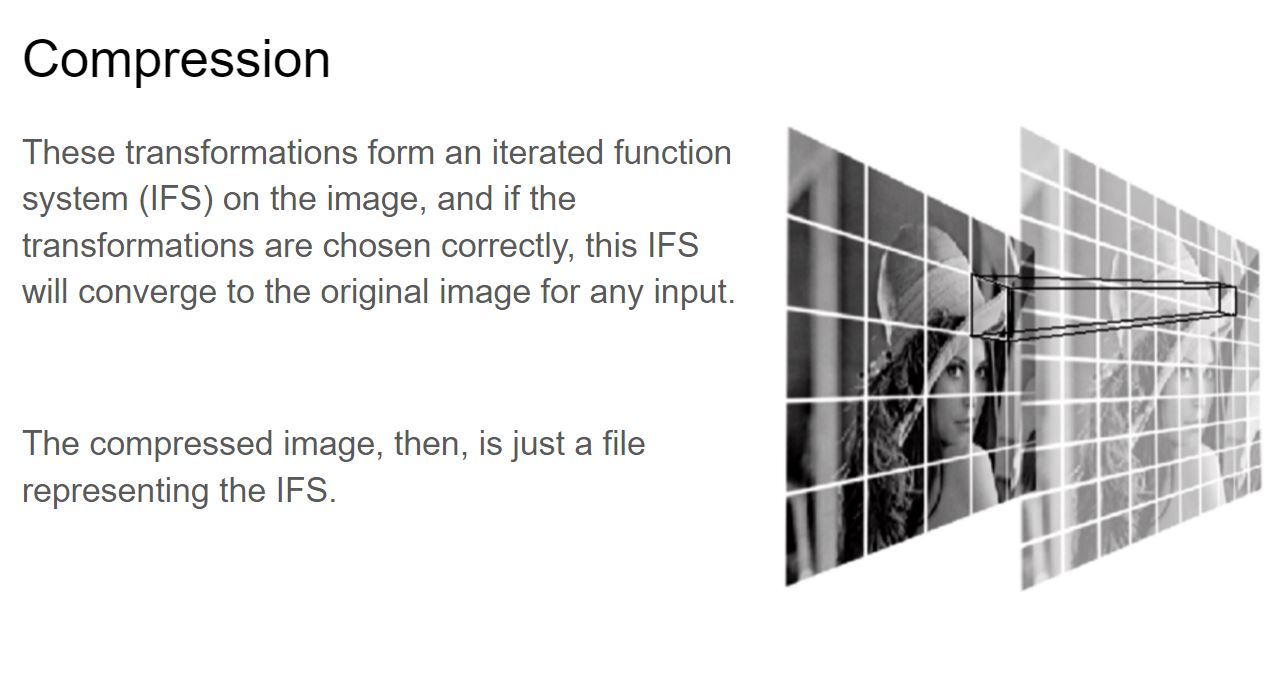 Compression
These transformations form an iterated function
system (IFS) on the image, and if the
transformations are chosen correctly, this IFS
will converge to the original image for any input.
The compressed image, then, is just a file
representing the IFS.